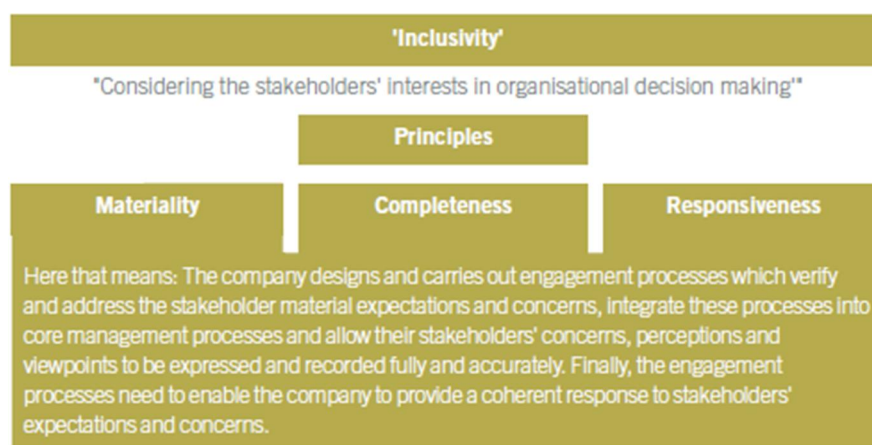 'Inclusivity'
"Considering the stakeholders' interests in organisational decision making'"
Principles
Materiality
Completeness
Responsiveness
Here that means: The company designs and carries out engagement processes which verify
and address the stakeholder material expectations and concerns, integrate these processes into
core management processes and allow their stakeholders' concerns, perceptions and
viewpoints to be expressed and recorded fully and accurately. Finally, the engagement
processes need to enable the company to provide a coherent response to stakeholders'
expectations and concerns.